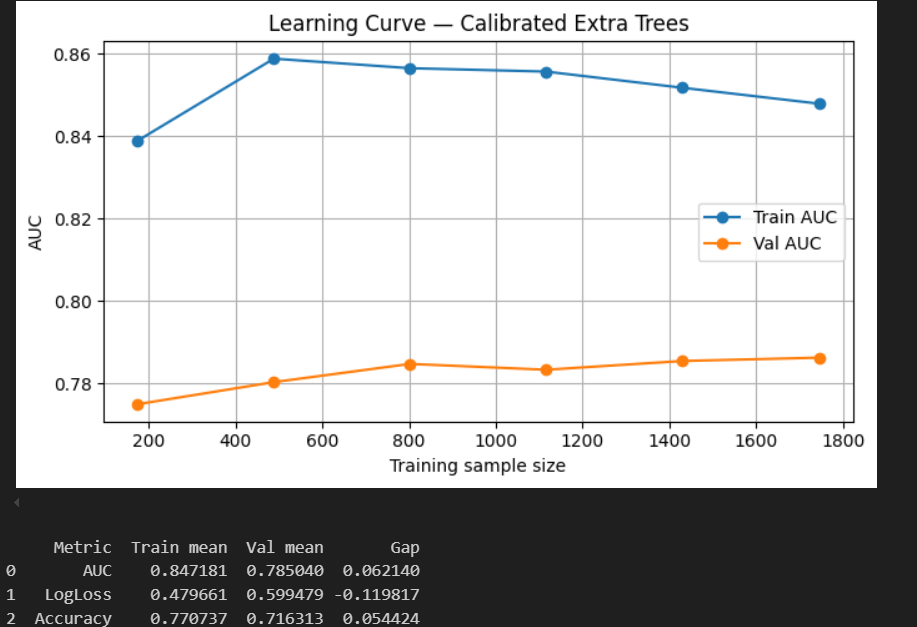 Learning Curve — Calibrated Extra Trees
0.86
0.84
0.82
0.80
0.78
AUC
Train AUC
Val AUC
200 400 600 800 1000 1200 1400 1600 1800
Training sample size
Metric Train mean Val mean Gap
0 AUC 0.847181 0.785040 0.062140
1 LogLoss 0.479661 0.599479 -0.119817
2 Accuracy 0.770737 0.716313 0.054424